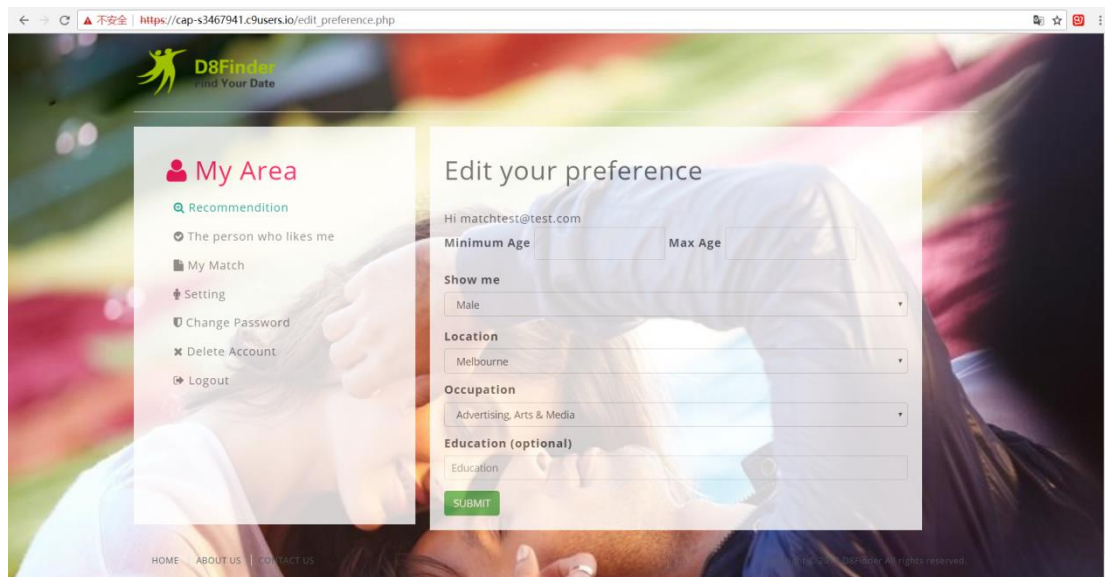 不安全 | https://cap-s3467941.c9users.io/edit_preference.php
D8Finder
Find Your Date
My Area
Recommendition
The person who likes me
My Match
Setting
Change Password
Delete Account
Logout
Edit your preference
Hi matchtest@test.com
Minimum Age Max Age
Show me
Male
Location
Melbourne
Occupation
Advertising, Arts & Media
Education (optional)
Education
SUBMIT
HOME ABOUT US CONTACT US
D8Finder All rights reserved.